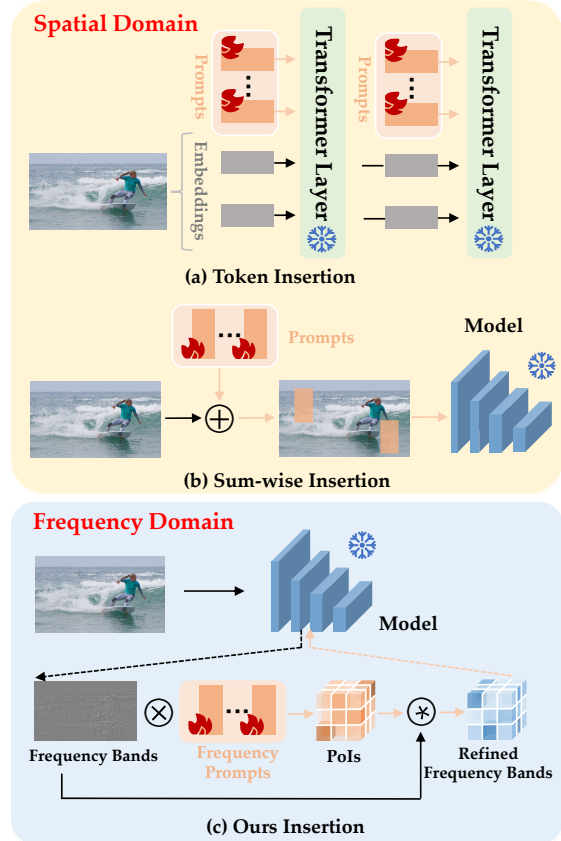 Spatial Domain
Prompts
Transformer Layer
Prompts
Transformer Layer
Embeddings
(a) Token Insertion
Prompts
Model
(b) Sum-wise Insertion
Frequency Domain
Model
Frequency Bands
Frequency
Prompts
PoIs
Refined
Frequency Bands
(c) Ours Insertion